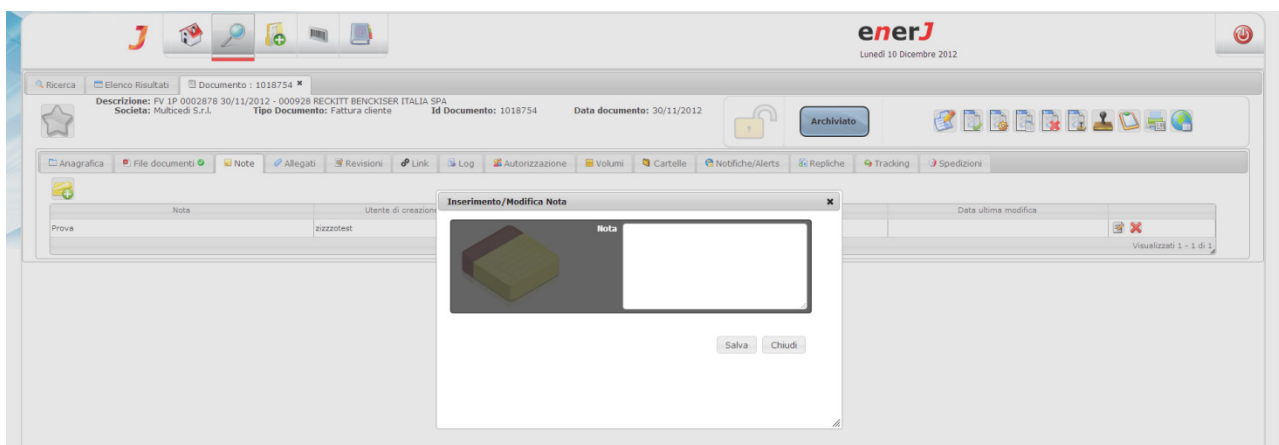 J
enerJ
Lunedì 10 Dicembre 2012
Ricerca Elenco Risultati Documento : 1018754
Descrizione: FV 1P 0002878 30/11/2012 - 000928 RECKITT BENCKISER ITALIA SPA
Societa: Multicedi S.r.l. Tipo Documento: Fattura cliente Id Documento: 1018754 Data documento: 30/11/2012
Archiviato
Anagrafica File documenti Note Allegati Revisioni Link Log Autorizzazione Volumi Cartelle Notifiche/Alerts Repliche Tracking Spedizioni
Inserimento/Modifica Nota
Nota Utente di creazione Data ultima modifica
Nota
Prova zizzzotest
Visualizzati 1 - 1 di 1
Salva Chiudi